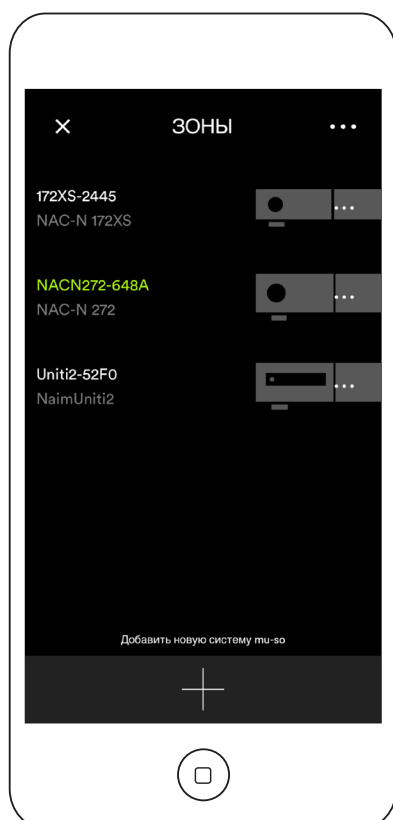 ЗОНЫ
172XS-2445
NAC-N 172XS
NACN272-648A
NAC-N 272
Uniti2-52F0
NaimUniti2
Добавить новую систему mu-so